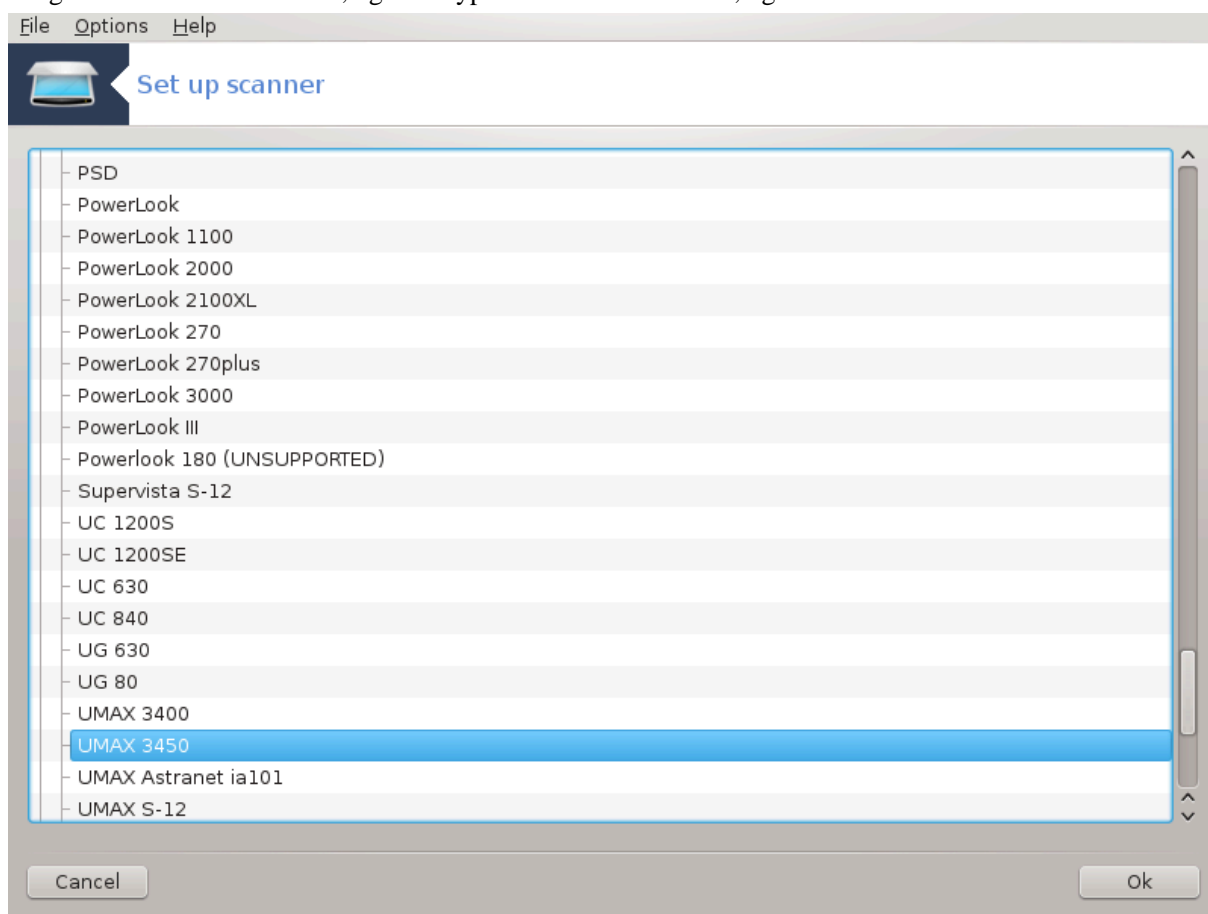 File Options Help
Set up scanner
PSD
PowerLook
PowerLook 1100
PowerLook 2000
PowerLook 2100XL
PowerLook 270
PowerLook 270plus
PowerLook 3000
PowerLook III
Powerlook 180 (UNSUPPORTED)
Supervista S-12
UC 1200S
UC 1200SE
UC 630
UC 840
UG 630
UG 80
UMAX 3400
UMAX 3450
UMAX Astranet ia101
UMAX S-12
Cancel Ok